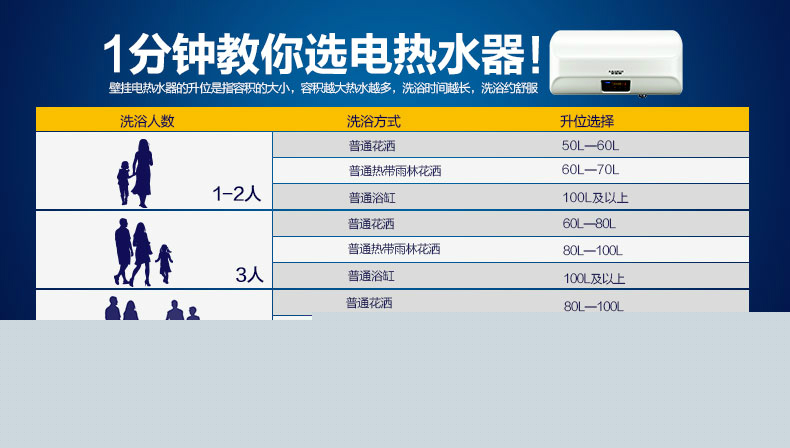 1分钟教你选电热水器!
壁挂电热水器的升位是指容积的大小，容积越大热水越多，洗浴时间越长，洗浴约舒服
洗浴人数 洗浴方式 升位选择
普通花洒 50L—60L
普通热带雨林花洒 60L—70L
1-2人
普通浴缸 100L及以上
普通花洒 60L—80L
普通热带雨林花洒 80L—100L
3人
普通浴缸 100L及以上
普通花洒 80L—100L